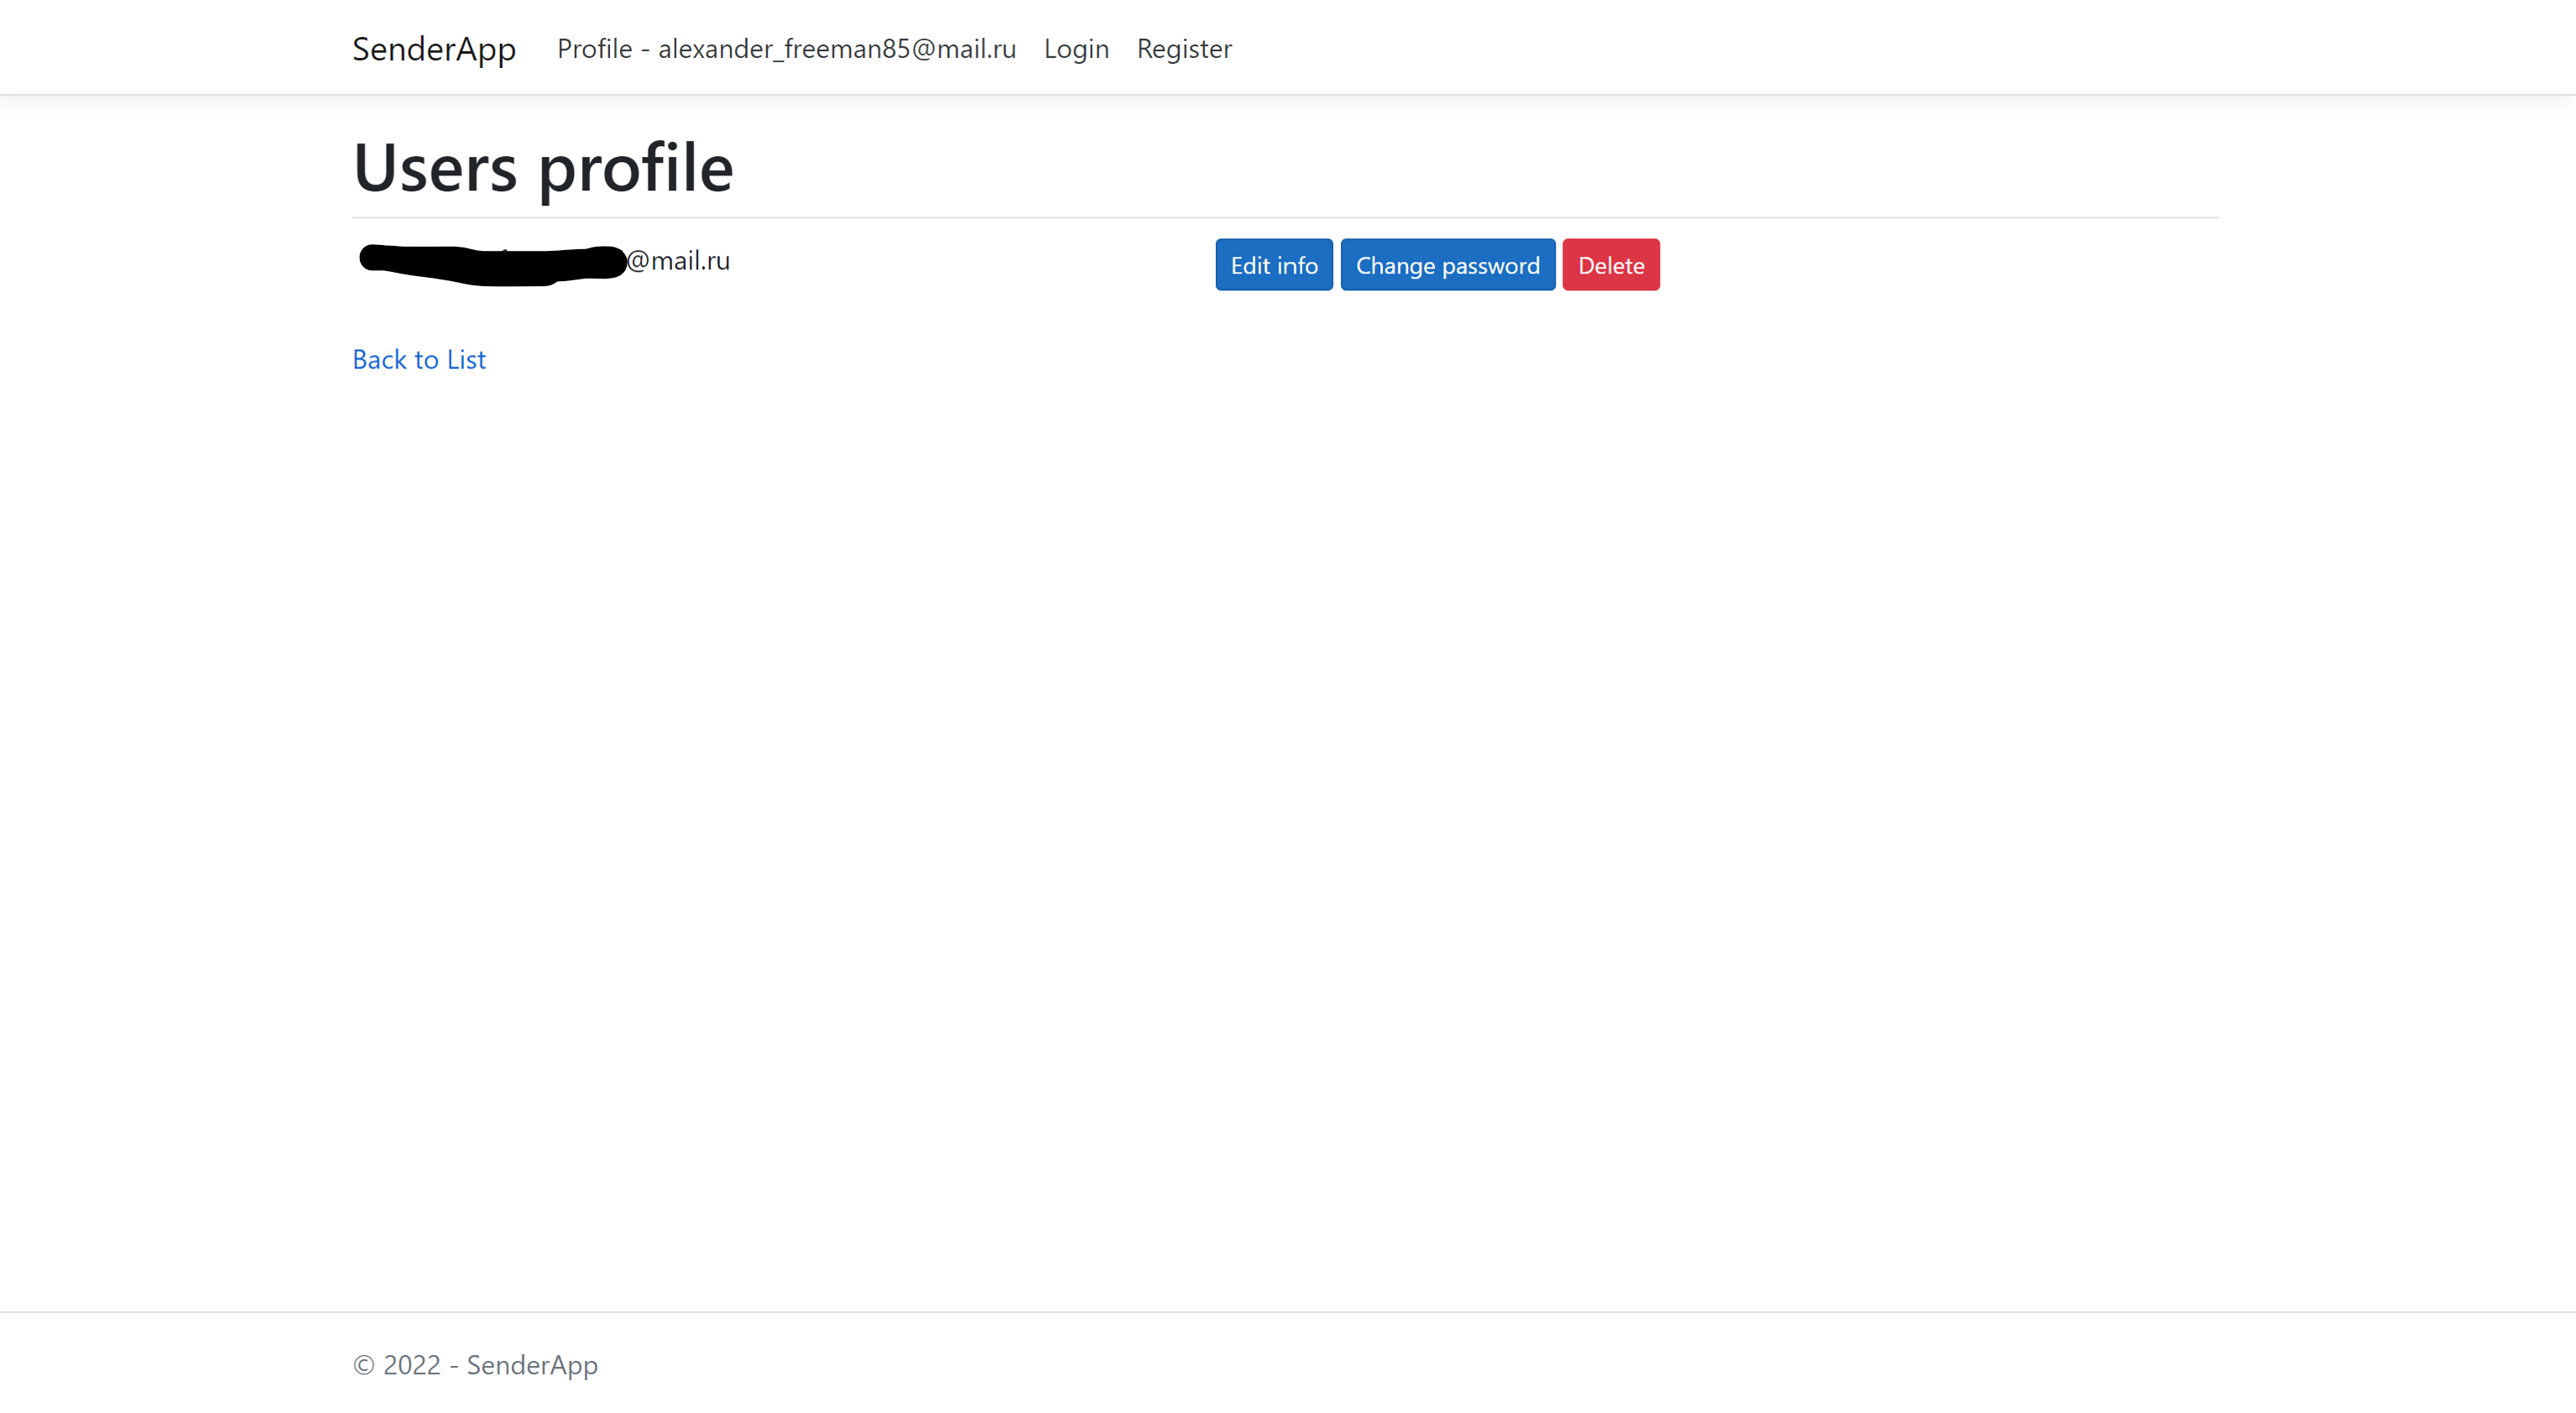 SenderApp Profile - alexander_freeman85@mail.ru Login Register
Users profile
@mail.ru Edit info Change password Delete
Back to List
© 2022 - SenderApp